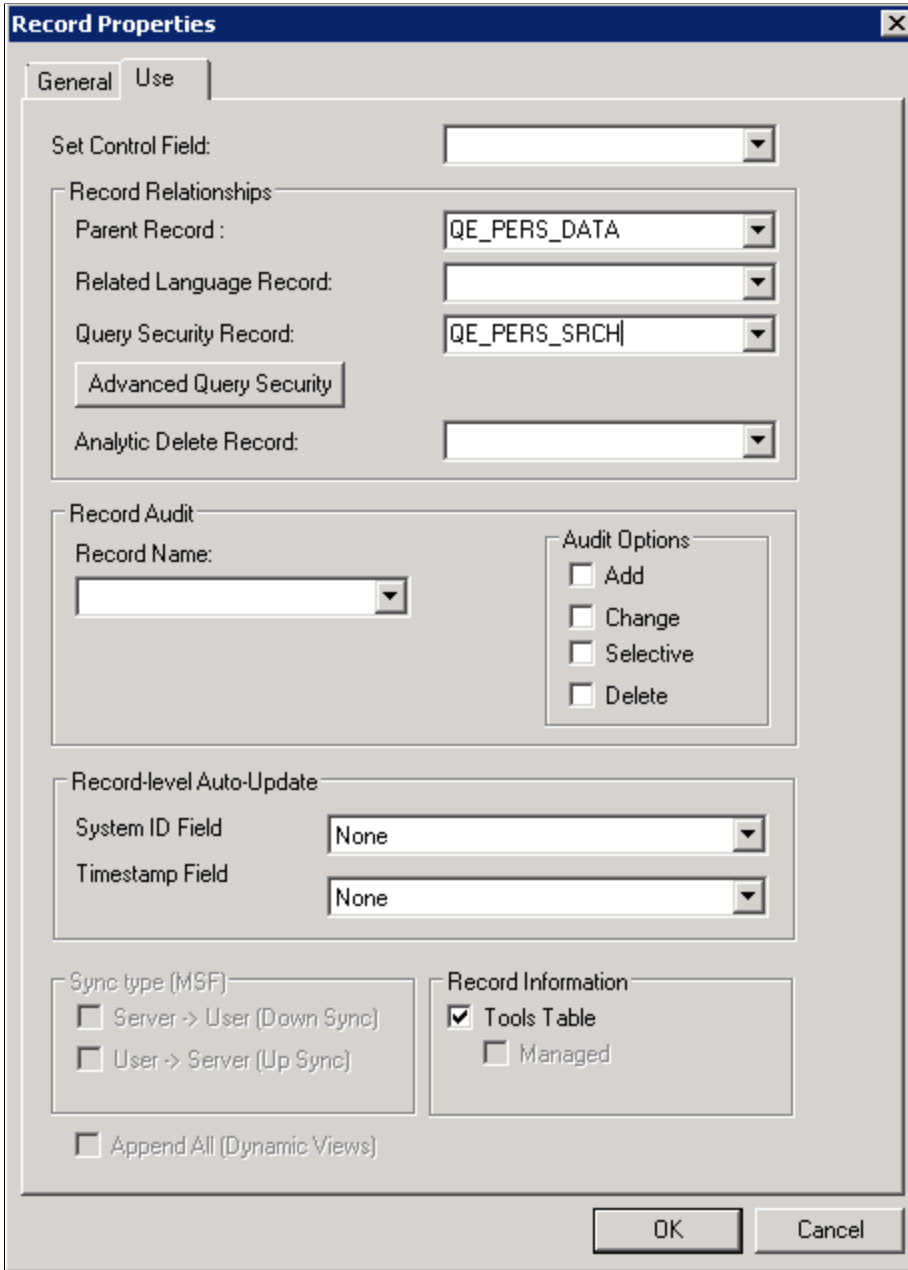 Record Properties
General Use
Set Control Field:
Record Relationships
Parent Record : QE_PERS_DATA
Related Language Record:
Query Security Record: QE_PERS_SRCH
Advanced Query Security
Analytic Delete Record:
Record Audit
Record Name:
Audit Options
Add
Change
Selective
Delete
Record-level Auto-Update
System ID Field None
Timestamp Field None
Sync type (MSF)
Server -> User (Down Sync)
User -> Server (Up Sync)
Record Information
Tools Table
Managed
Append All (Dynamic Views)
OK Cancel